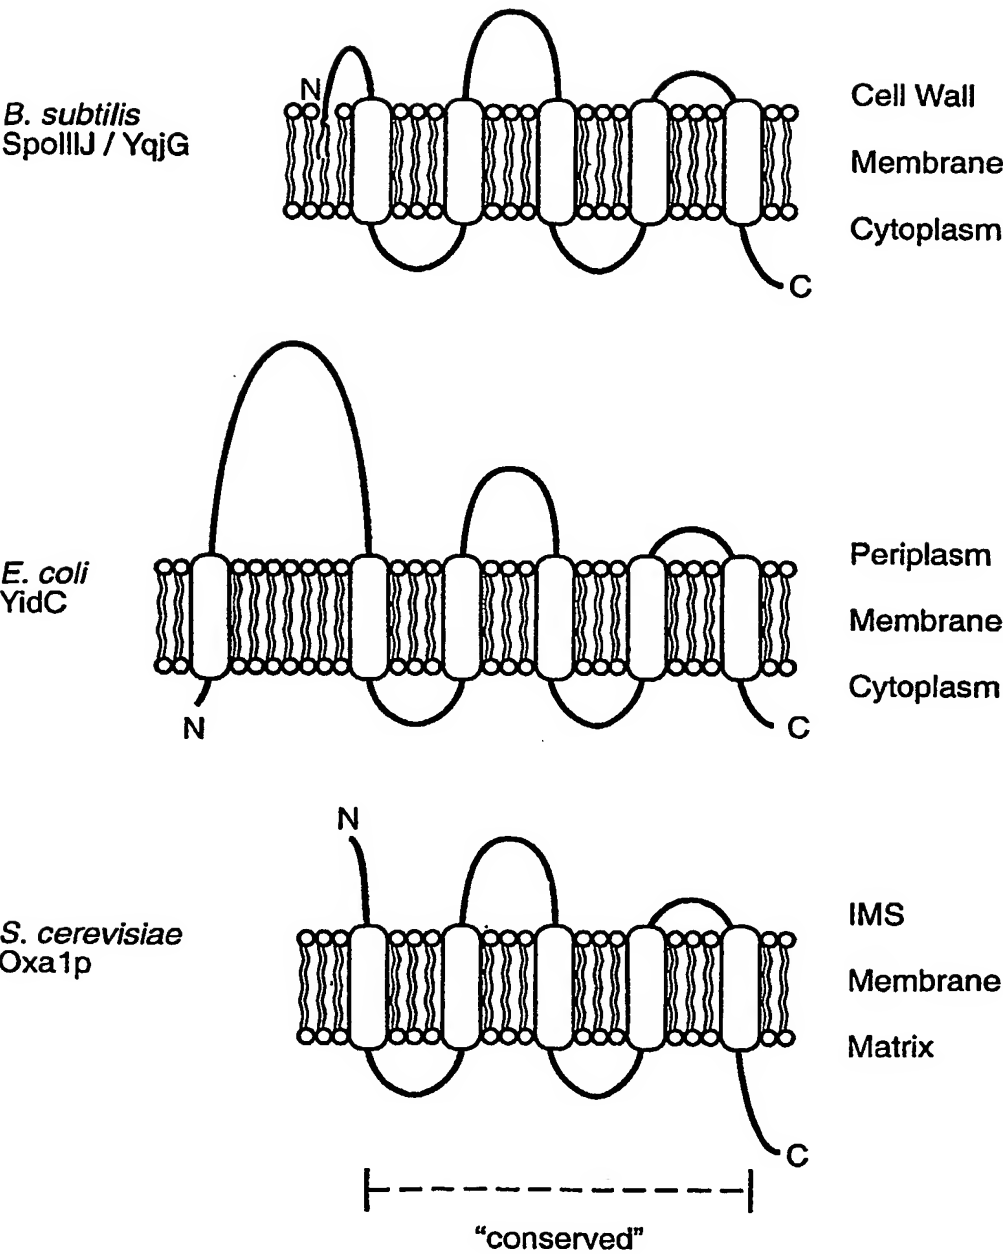 N
B. subtilis
SpoIIIJ / YqjG
Cell Wall
Membrane
Cytoplasm
C
E. coli
YidC
Periplasm
Membrane
Cytoplasm
N
C
N
S. cerevisiae
Oxa1p
IMS
Membrane
Matrix
C
“conserved”